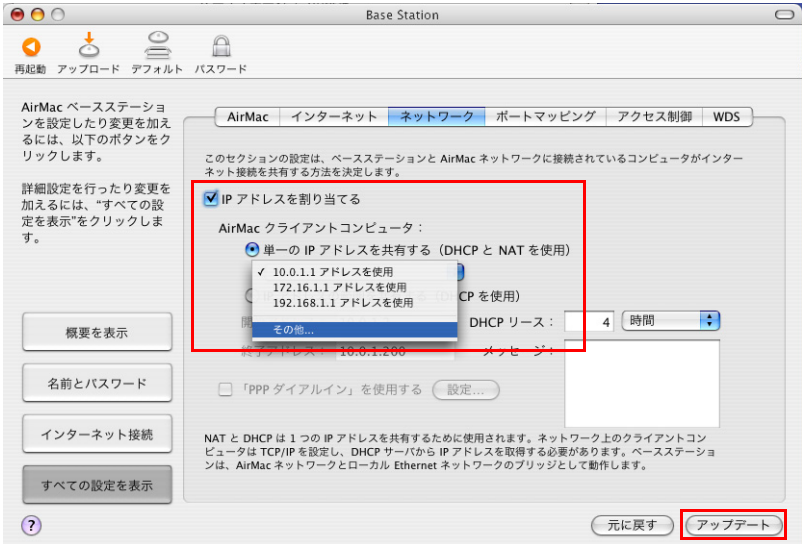 Base Station
再起動 アップロード デフォルト パスワード
AirMac ベースステーショ
ンを設定したり変更を加え
るには、以下のボタンをク
リックします。
詳細設定を行ったり変更を
加えるには、“すべての設
定を表示”をクリックしま
す。
概要を表示
名前とパスワード
インターネット接続
すべての設定を表示
AirMac インターネット ネットワーク ポートマッピング アクセス制御 WDS
このセクションの設定は、ベースステーションと AirMac ネットワークに接続されているコンピュータがインター
ネット接続を共有する方法を決定します。
IP アドレスを割り当てる
AirMac クライアントコンピュータ：
単一の IP アドレスを共有する（DHCP と NAT を使用）
✓ 10.0.1.1 アドレスを使用
172.16.1.1 アドレスを使用
192.168.1.1 アドレスを使用
CP を使用）
その他...
開
DHCP リース： 4 時間
終了アドレス： 10.0.1.200 メッセージ：
「PPP ダイアルイン」を使用する 設定...
NAT と DHCP は 1 つの IP アドレスを共有するために使用されます。ネットワーク上のクライアントコン
ピュータは TCP/IP を設定し、DHCP サーバから IP アドレスを取得する必要があります。ベースステーショ
ンは、AirMac ネットワークとローカル Ethernet ネットワークのブリッジとして動作します。
? 元に戻す アップデート